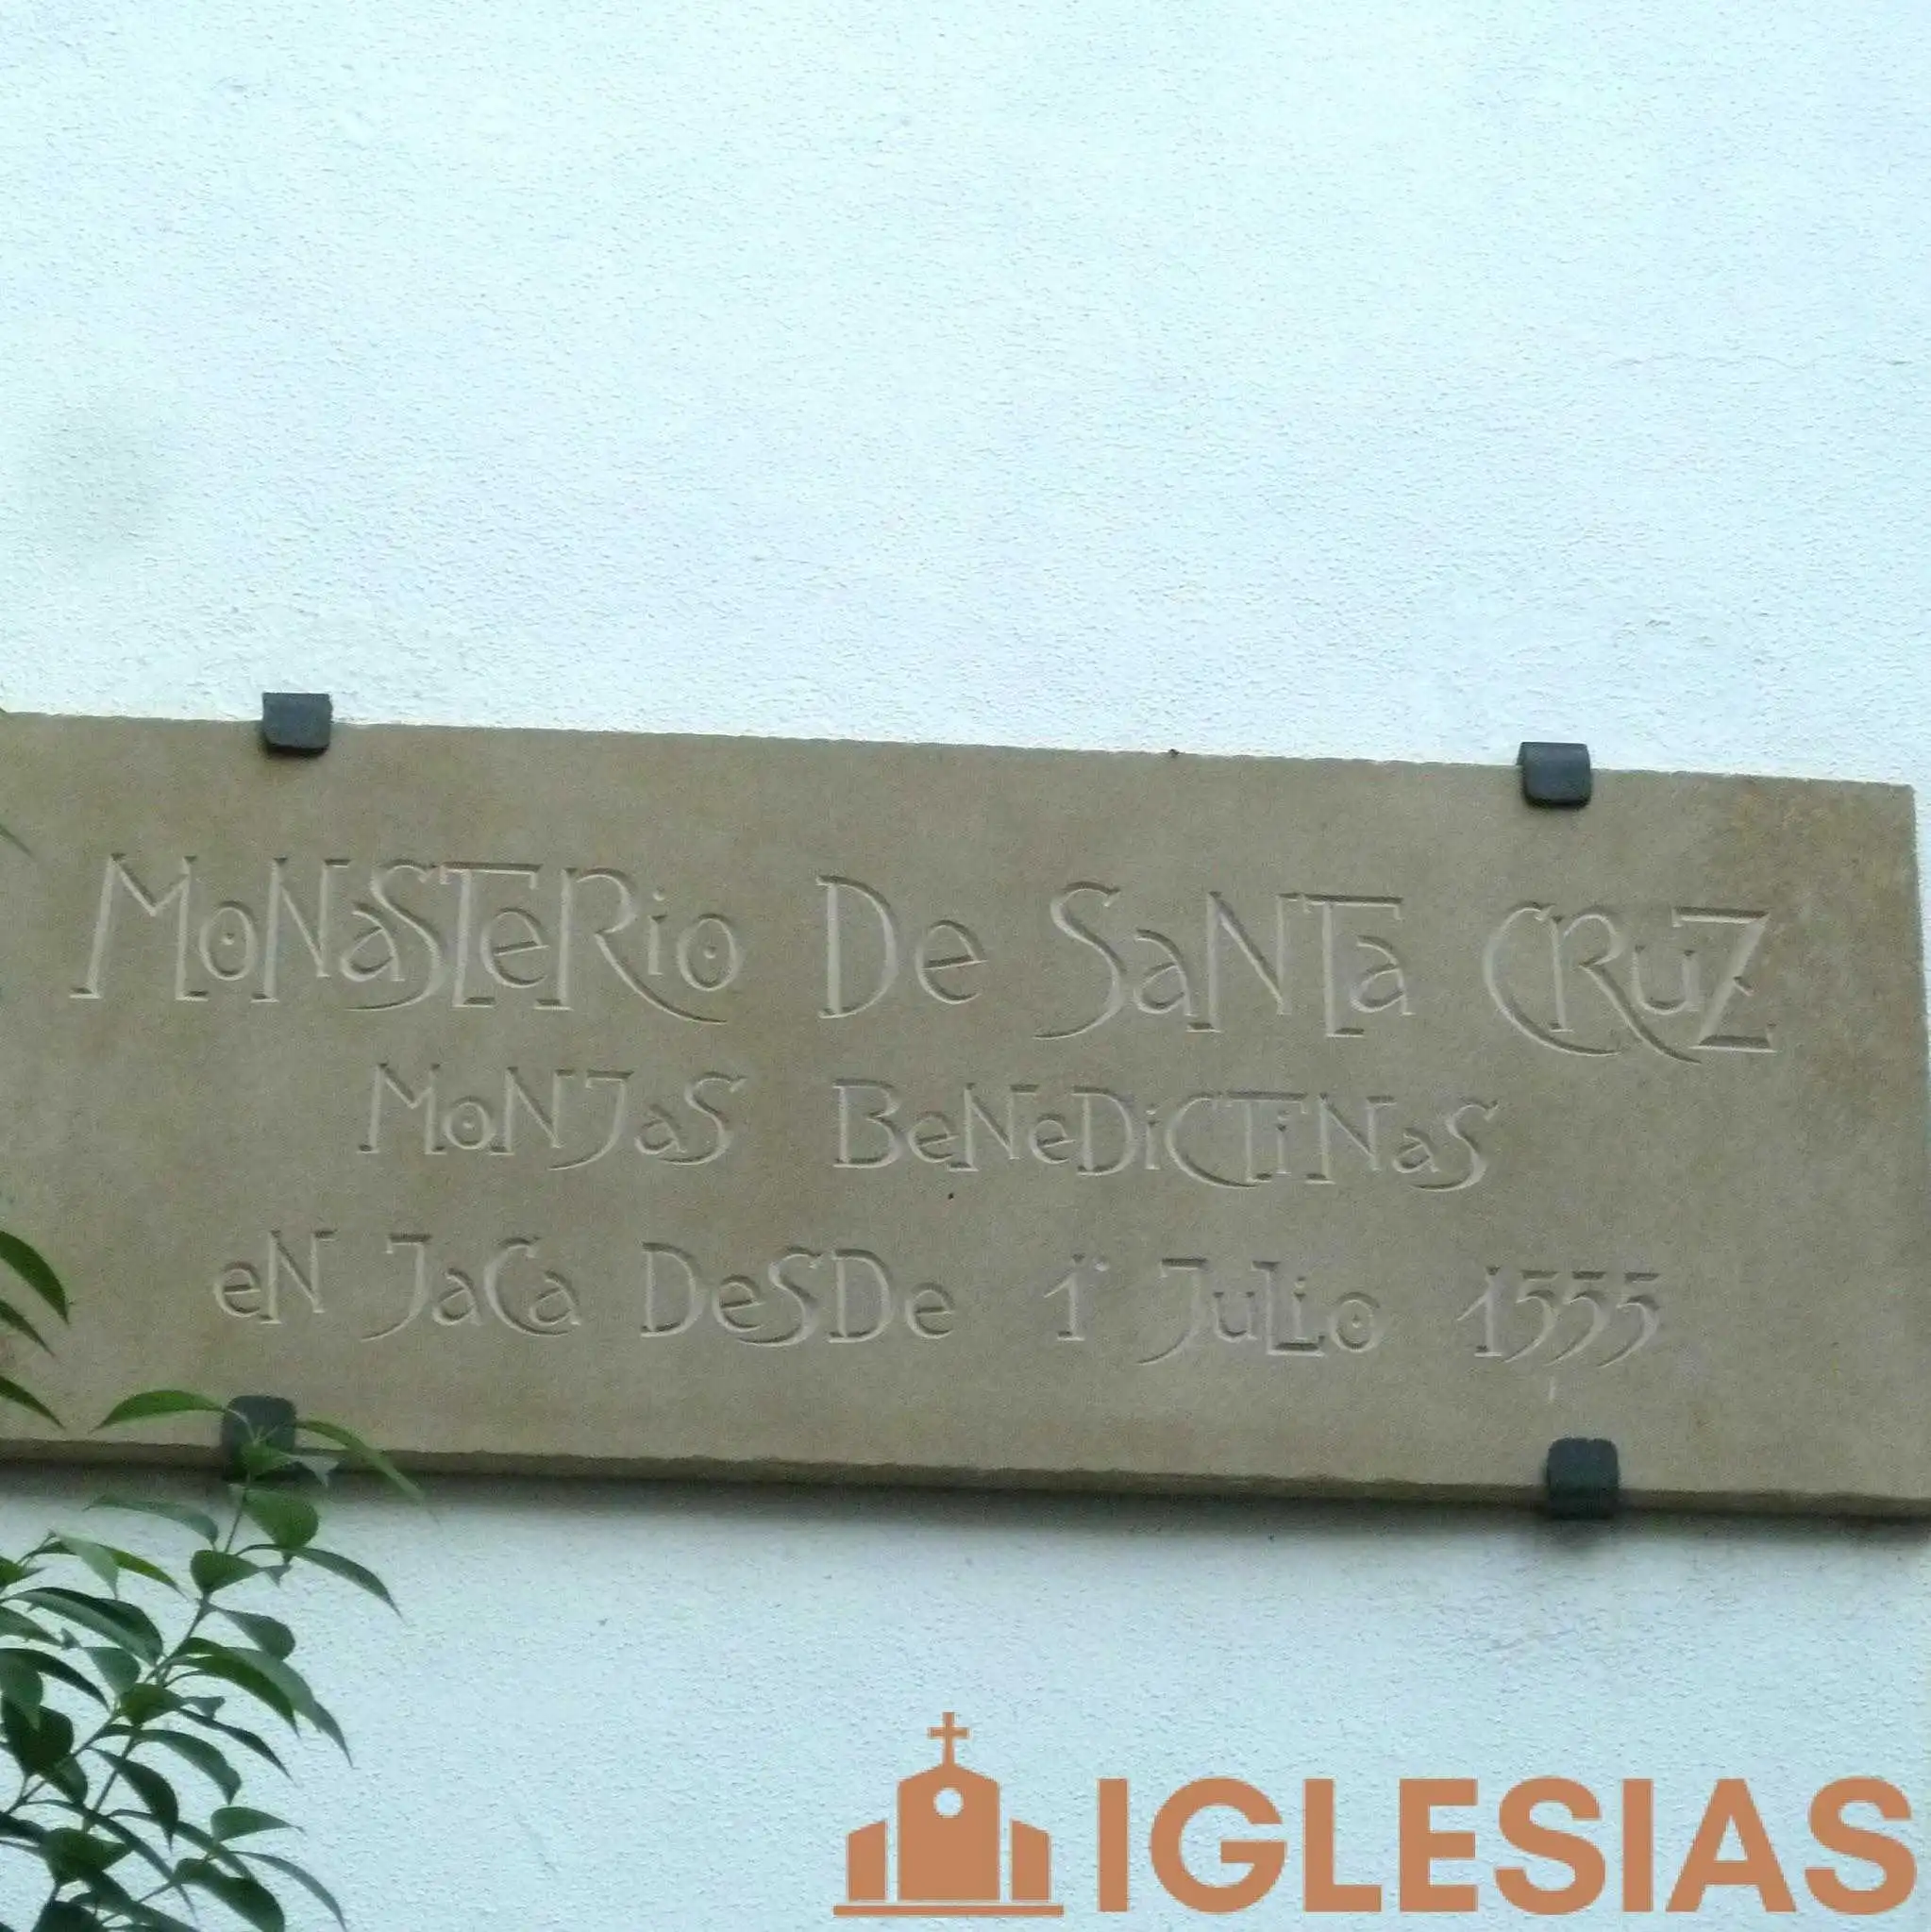 MoNaSTeRio De SaNTa CRuZ
MoNJaS BeNeDiCTiNaS
eN JaCa DeSDe 1º JuLio 1555
IGLESIAS